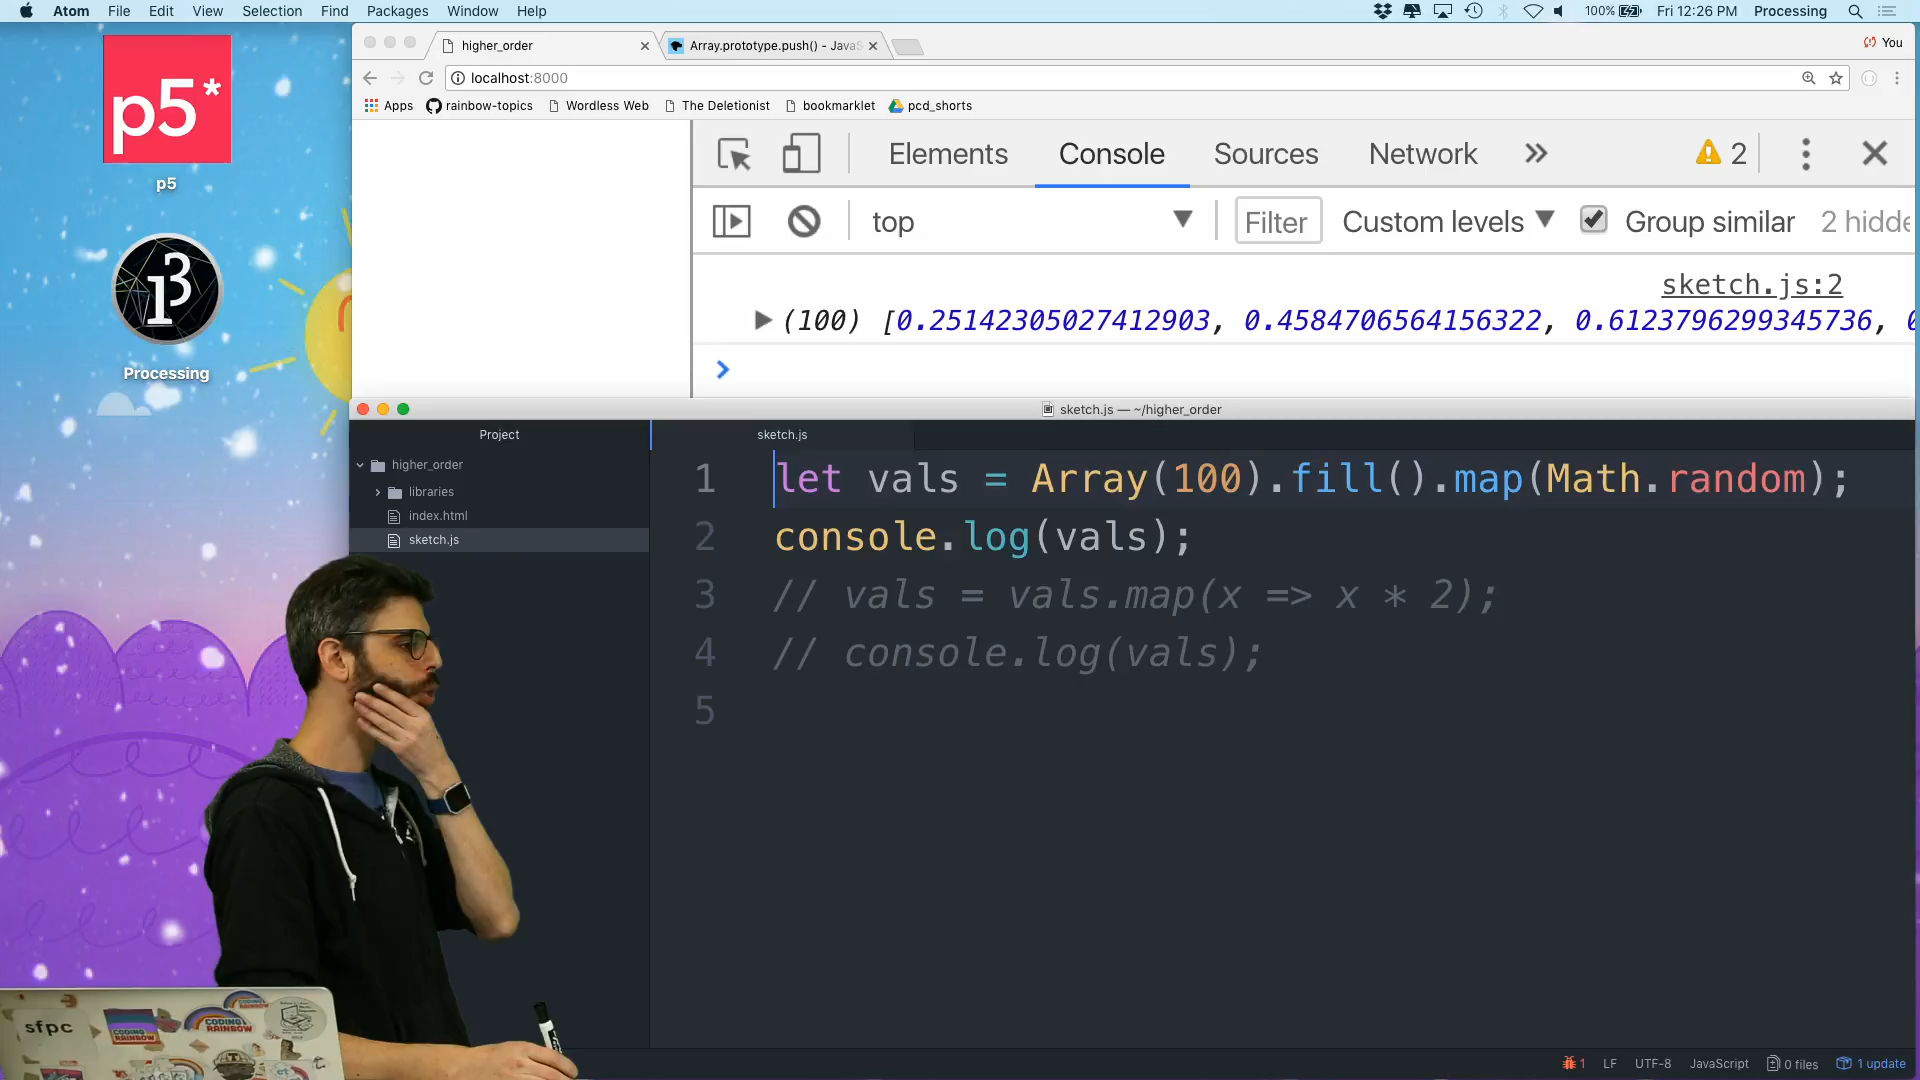 Atom File Edit View Selection Find Packages Window Help 100% Fri 12:26 PM Processing
higher_order Array.prototype.push() - JavaS You
localhost:8000
Apps rainbow-topics Wordless Web The Deletionist bookmarklet pcd_shorts
p5*
p5
Processing
Elements Console Sources Network 2
top Filter Custom levels Group similar 2 hidde
sketch.js:2
(100) [0.25142305027412903, 0.4584706564156322, 0.6123796299345736, 0
sketch.js — ~/higher_order
Project
higher_order
libraries
index.html
sketch.js
sketch.js
1 let vals = Array(100).fill().map(Math.random);
2 console.log(vals);
3 // vals = vals.map(x => x * 2);
4 // console.log(vals);
5
sfpc
CODING RAINBOW
1 LF UTF-8 JavaScript 0 files 1 update